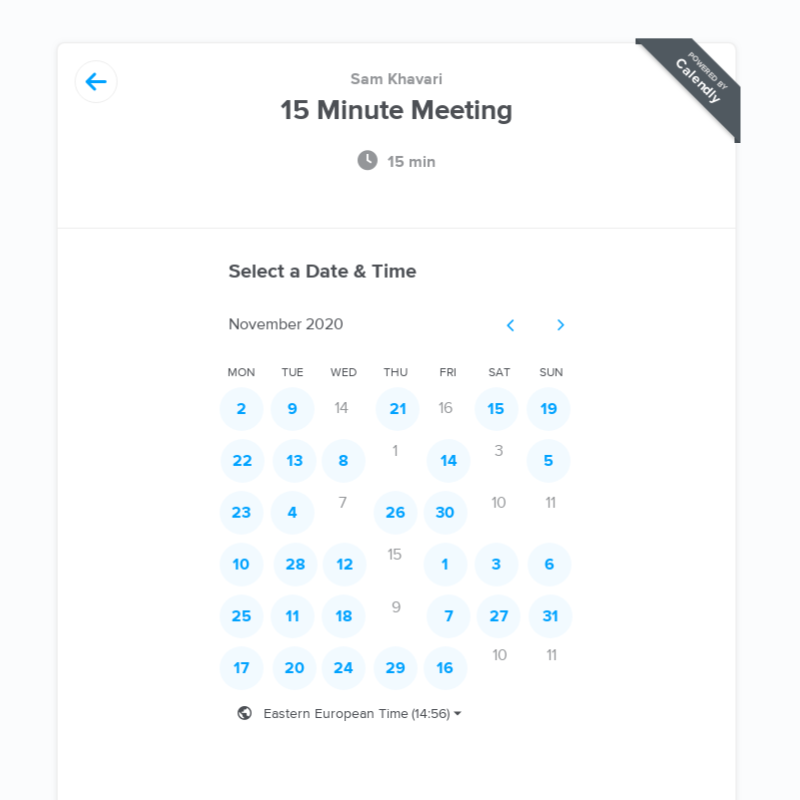 Sam Khavari
15 Minute Meeting
POWERED BY
Calendly
15 min
Select a Date & Time
November 2020
MON TUE WED THU FRI SAT SUN
2 9 14 21 16 15 19
22 13 8 1 14 3 5
23 4 7 26 30 10 11
10 28 12 15 1 3 6
25 11 18 9 7 27 31
17 20 24 29 16 10 11
Eastern European Time (14:56)